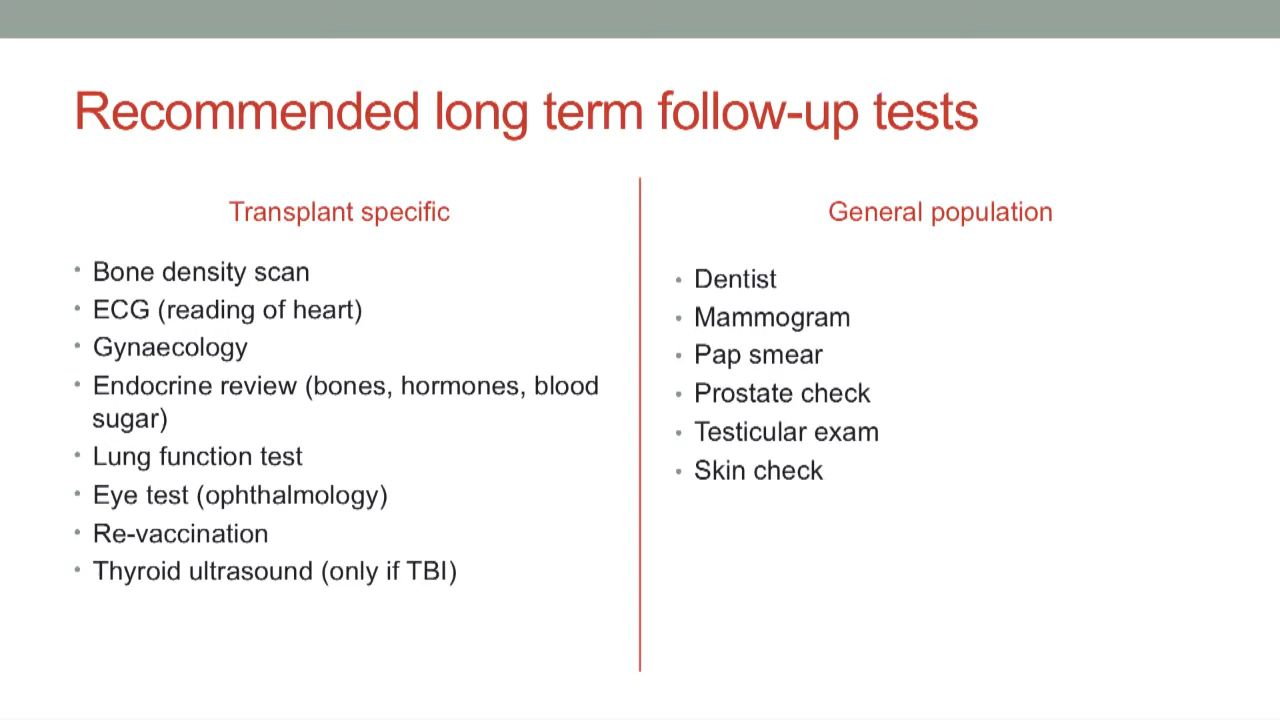 Recommended long term follow-up tests
Transplant specific
• Bone density scan
• ECG (reading of heart)
• Gynaecology
• Endocrine review (bones, hormones, blood
sugar)
• Lung function test
• Eye test (ophthalmology)
• Re-vaccination
• Thyroid ultrasound (only if TBI)
General population
• Dentist
• Mammogram
• Pap smear
• Prostate check
• Testicular exam
• Skin check